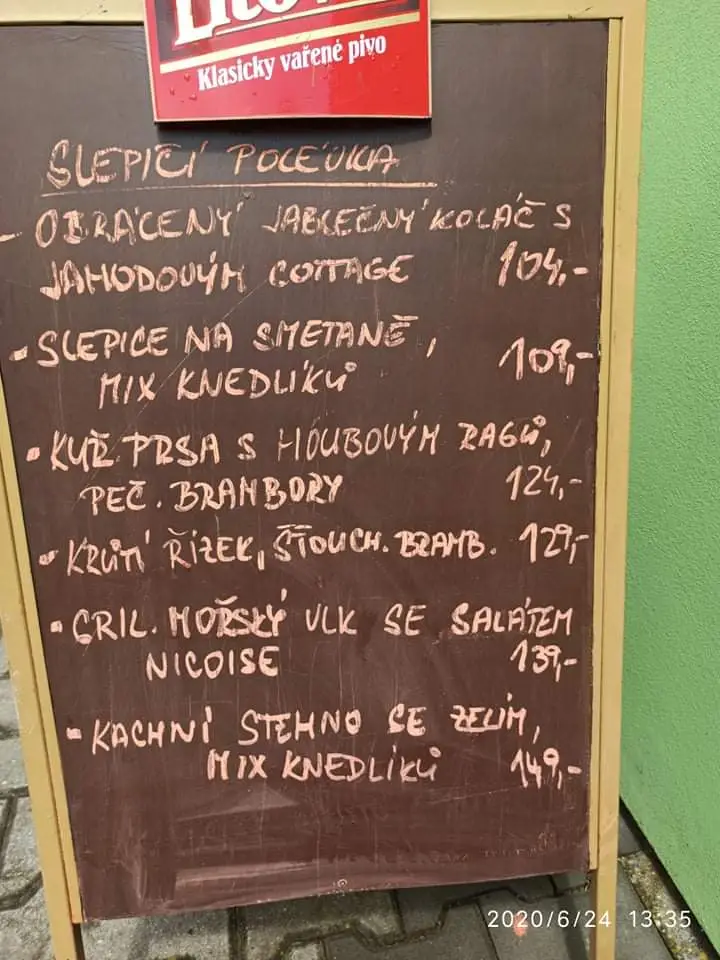 Klasicky vařené pivo
SLEPIČÍ POLÉVKA
- OBRÁCENÝ JABLEČNÝ KOLÁČ S
JAHODOVÝM COTTAGE 104,-
- SLEPICE NA SMETANĚ,
MIX KNEDLÍKŮ 109,-
• KUŘ. PRSA S HOUBOVÝM RAGŮ,
PEČ. BRAMBORY 124,-
• KRŮTÍ ŘÍZEK, ŠŤOUCH. BRAMB. 129,-
• GRIL. MOŘSKÝ VLK SE SALÁTEM
NICOISE 139,-
- KACHNÍ STEHNO SE ZELÍM,
MIX KNEDLÍKŮ 149,-
2020/6/24 13:35